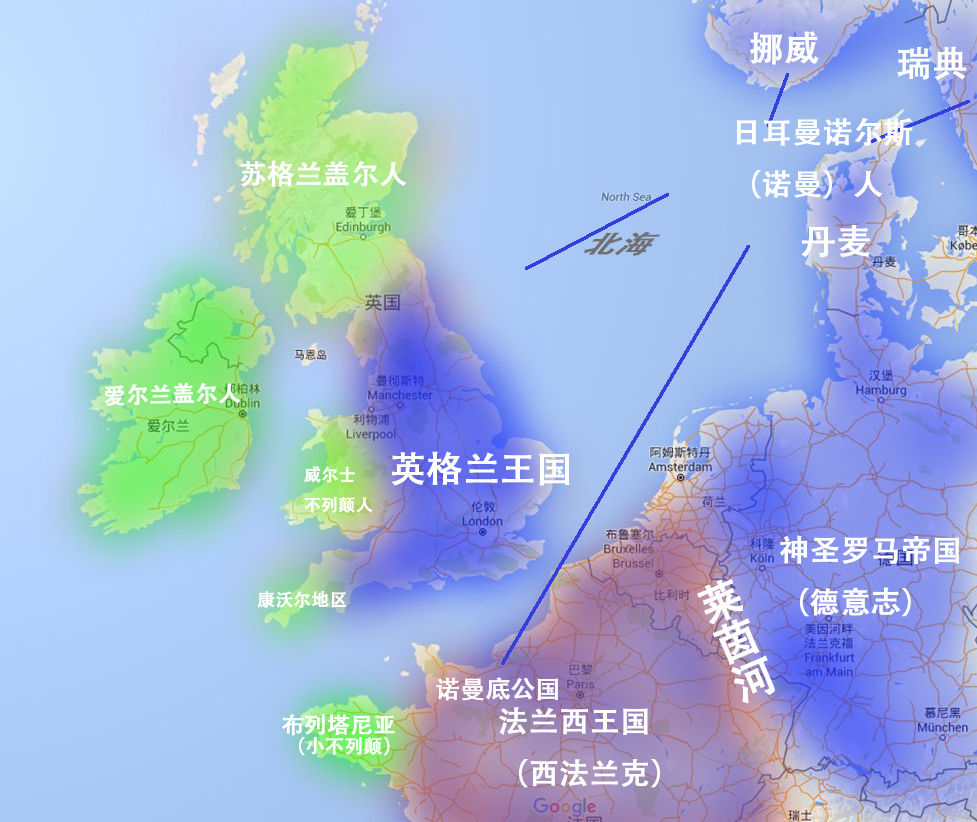 挪威
瑞典
日耳曼诺尔斯
（诺曼）人
苏格兰盖尔人
North Sea
爱丁堡
Edinburgh
北海
丹麦
丹麦
英国
马恩岛
曼彻斯特
Manchester
汉堡
Hamburg
爱尔兰盖尔人
Dublin
爱尔兰
利物浦
Liverpool
阿姆斯特丹
Amsterdam
威尔士
不列颠人
英格兰王国
荷兰
伦敦
London
布鲁塞尔
Bruxelles
Brussel
科隆
Köln
神圣罗马帝国
德国
（德意志）
康沃尔地区
比利时
莱茵河
美因河畔
法兰克福
Frankfurt
am Main
巴黎
Paris
诺曼底公国
布列塔尼亚
（小不列颠）
法兰西王国
（西法兰克）
慕尼黑
München
Google
瑞士